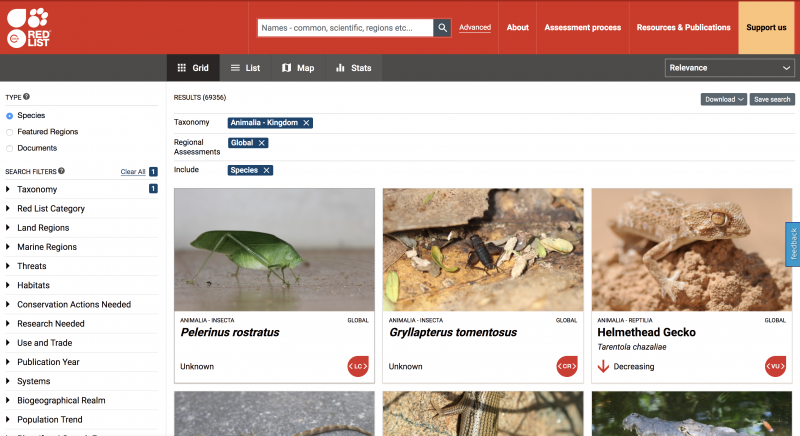 RED
LIST
Names - common, scientific, regions etc...
Advanced
About
Assessment process
Resources & Publications
Support us
Grid
List
Map
Stats
Relevance
TYPE
Species
Featured Regions
Documents
SEARCH FILTERS
Clear All 1
Taxonomy 1
Red List Category
Land Regions
Marine Regions
Threats
Habitats
Conservation Actions Needed
Research Needed
Use and Trade
Publication Year
Systems
Biogeographical Realm
Population Trend
RESULTS (69356)
Download
Save search
Taxonomy
Animalia - Kingdom
Regional
Assessments
Global
Include
Species
ANIMALIA - INSECTA GLOBAL
Pelerinus rostratus
Unknown
LC
ANIMALIA - INSECTA GLOBAL
Gryllapterus tomentosus
Unknown
CR
ANIMALIA - REPTILIA GLOBAL
Helmethead Gecko
Tarentola chazaliae
Decreasing
VU
feedback